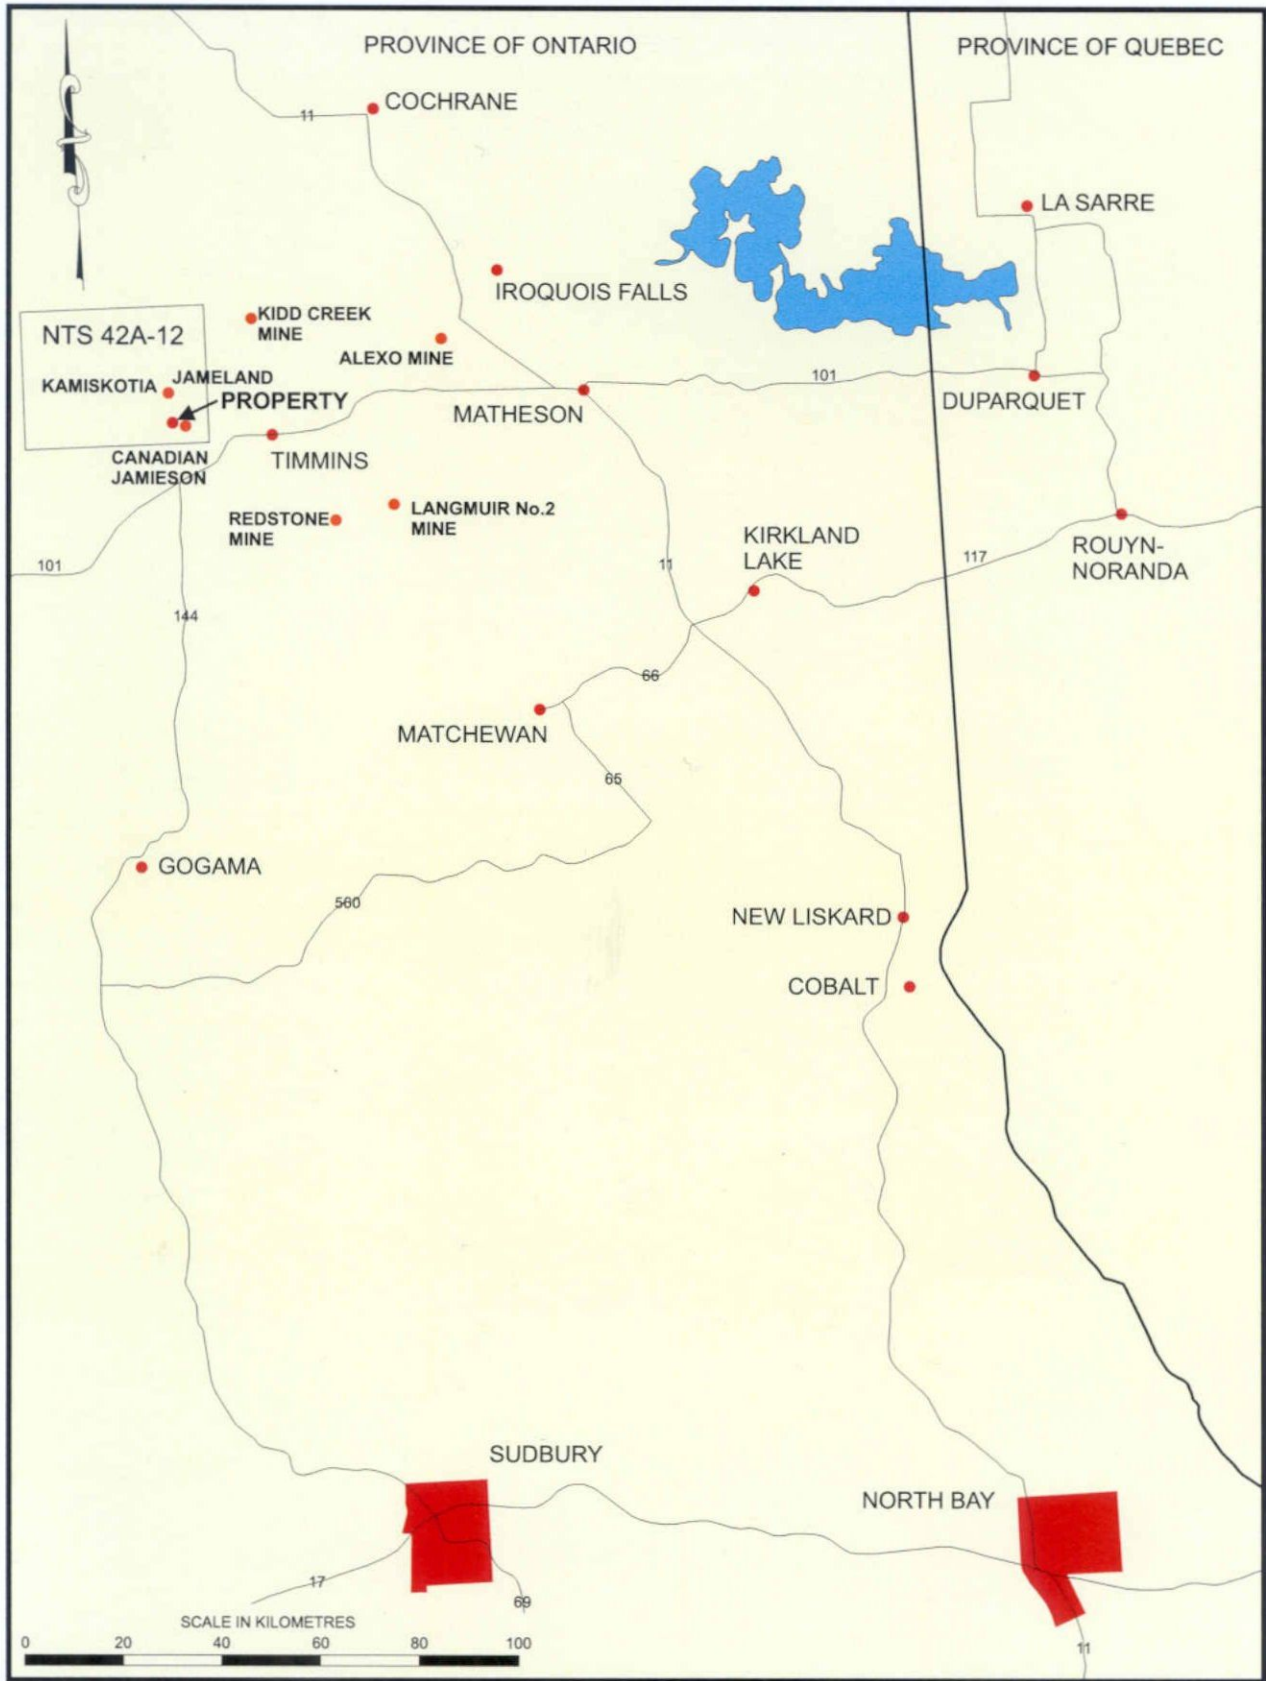 PROVINCE OF ONTARIO
PROVINCE OF QUEBEC
COCHRANE
11
LA SARRE
IROQUOIS FALLS
KIDD CREEK
MINE
NTS 42A-12
ALEXO MINE
KAMISKOTIA
JAMELAND
PROPERTY
101
MATHESON
DUPARQUET
CANADIAN
JAMIESON
TIMMINS
REDSTONE
MINE
LANGMUIR No.2
MINE
KIRKLAND
LAKE
ROUYN-
NORANDA
117
101
11
144
66
MATCHEWAN
65
GOGAMA
560
NEW LISKARD
COBALT
SUDBURY
NORTH BAY
17
69
11
SCALE IN KILOMETRES
0 20 40 60 80 100